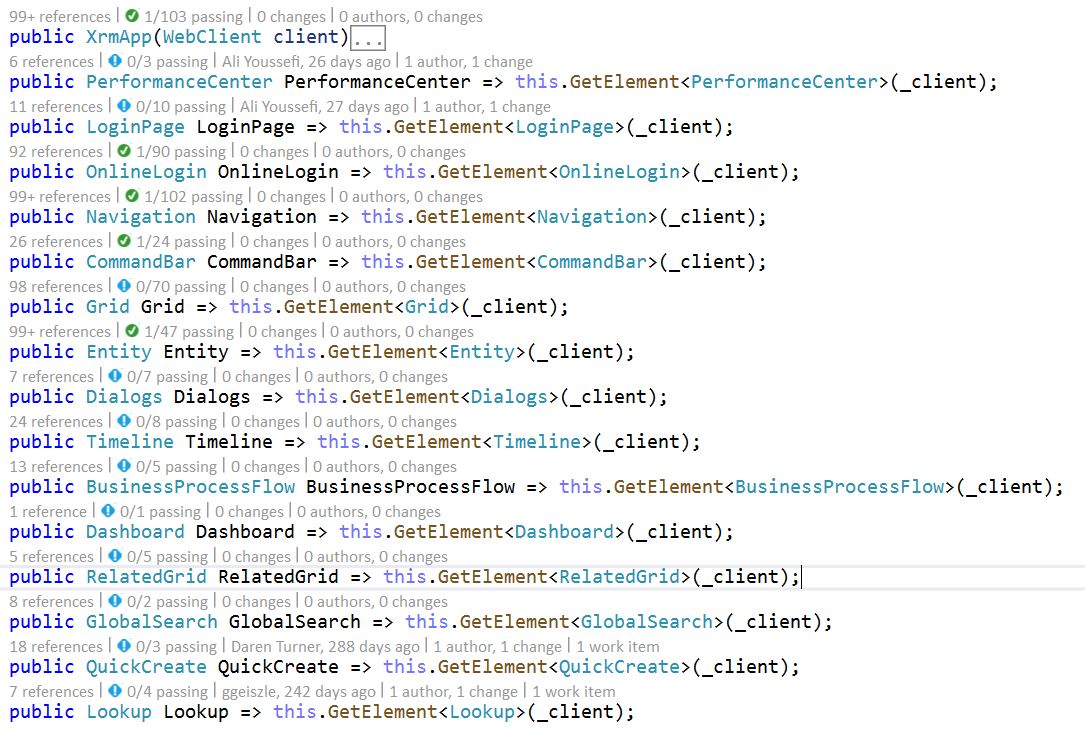 99+ references | 1/103 passing | 0 changes | 0 authors, 0 changes
public XrmApp(WebClient client)...
6 references | 0/3 passing | Ali Youssefi, 26 days ago | 1 author, 1 change
public PerformanceCenter PerformanceCenter => this.GetElement<PerformanceCenter>(_client);
11 references | 0/10 passing | Ali Youssefi, 27 days ago | 1 author, 1 change
public LoginPage LoginPage => this.GetElement<LoginPage>(_client);
92 references | 1/90 passing | 0 changes | 0 authors, 0 changes
public OnlineLogin OnlineLogin => this.GetElement<OnlineLogin>(_client);
99+ references | 1/102 passing | 0 changes | 0 authors, 0 changes
public Navigation Navigation => this.GetElement<Navigation>(_client);
26 references | 1/24 passing | 0 changes | 0 authors, 0 changes
public CommandBar CommandBar => this.GetElement<CommandBar>(_client);
98 references | 0/70 passing | 0 changes | 0 authors, 0 changes
public Grid Grid => this.GetElement<Grid>(_client);
99+ references | 1/47 passing | 0 changes | 0 authors, 0 changes
public Entity Entity => this.GetElement<Entity>(_client);
7 references | 0/7 passing | 0 changes | 0 authors, 0 changes
public Dialogs Dialogs => this.GetElement<Dialogs>(_client);
24 references | 0/8 passing | 0 changes | 0 authors, 0 changes
public Timeline Timeline => this.GetElement<Timeline>(_client);
13 references | 0/5 passing | 0 changes | 0 authors, 0 changes
public BusinessProcessFlow BusinessProcessFlow => this.GetElement<BusinessProcessFlow>(_client);
1 reference | 0/1 passing | 0 changes | 0 authors, 0 changes
public Dashboard Dashboard => this.GetElement<Dashboard>(_client);
5 references | 0/5 passing | 0 changes | 0 authors, 0 changes
public RelatedGrid RelatedGrid => this.GetElement<RelatedGrid>(_client);
8 references | 0/2 passing | 0 changes | 0 authors, 0 changes
public GlobalSearch GlobalSearch => this.GetElement<GlobalSearch>(_client);
18 references | 0/3 passing | Daren Turner, 288 days ago | 1 author, 1 change | 1 work item
public QuickCreate QuickCreate => this.GetElement<QuickCreate>(_client);
7 references | 0/4 passing | ggeiszle, 242 days ago | 1 author, 1 change | 1 work item
public Lookup Lookup => this.GetElement<Lookup>(_client);